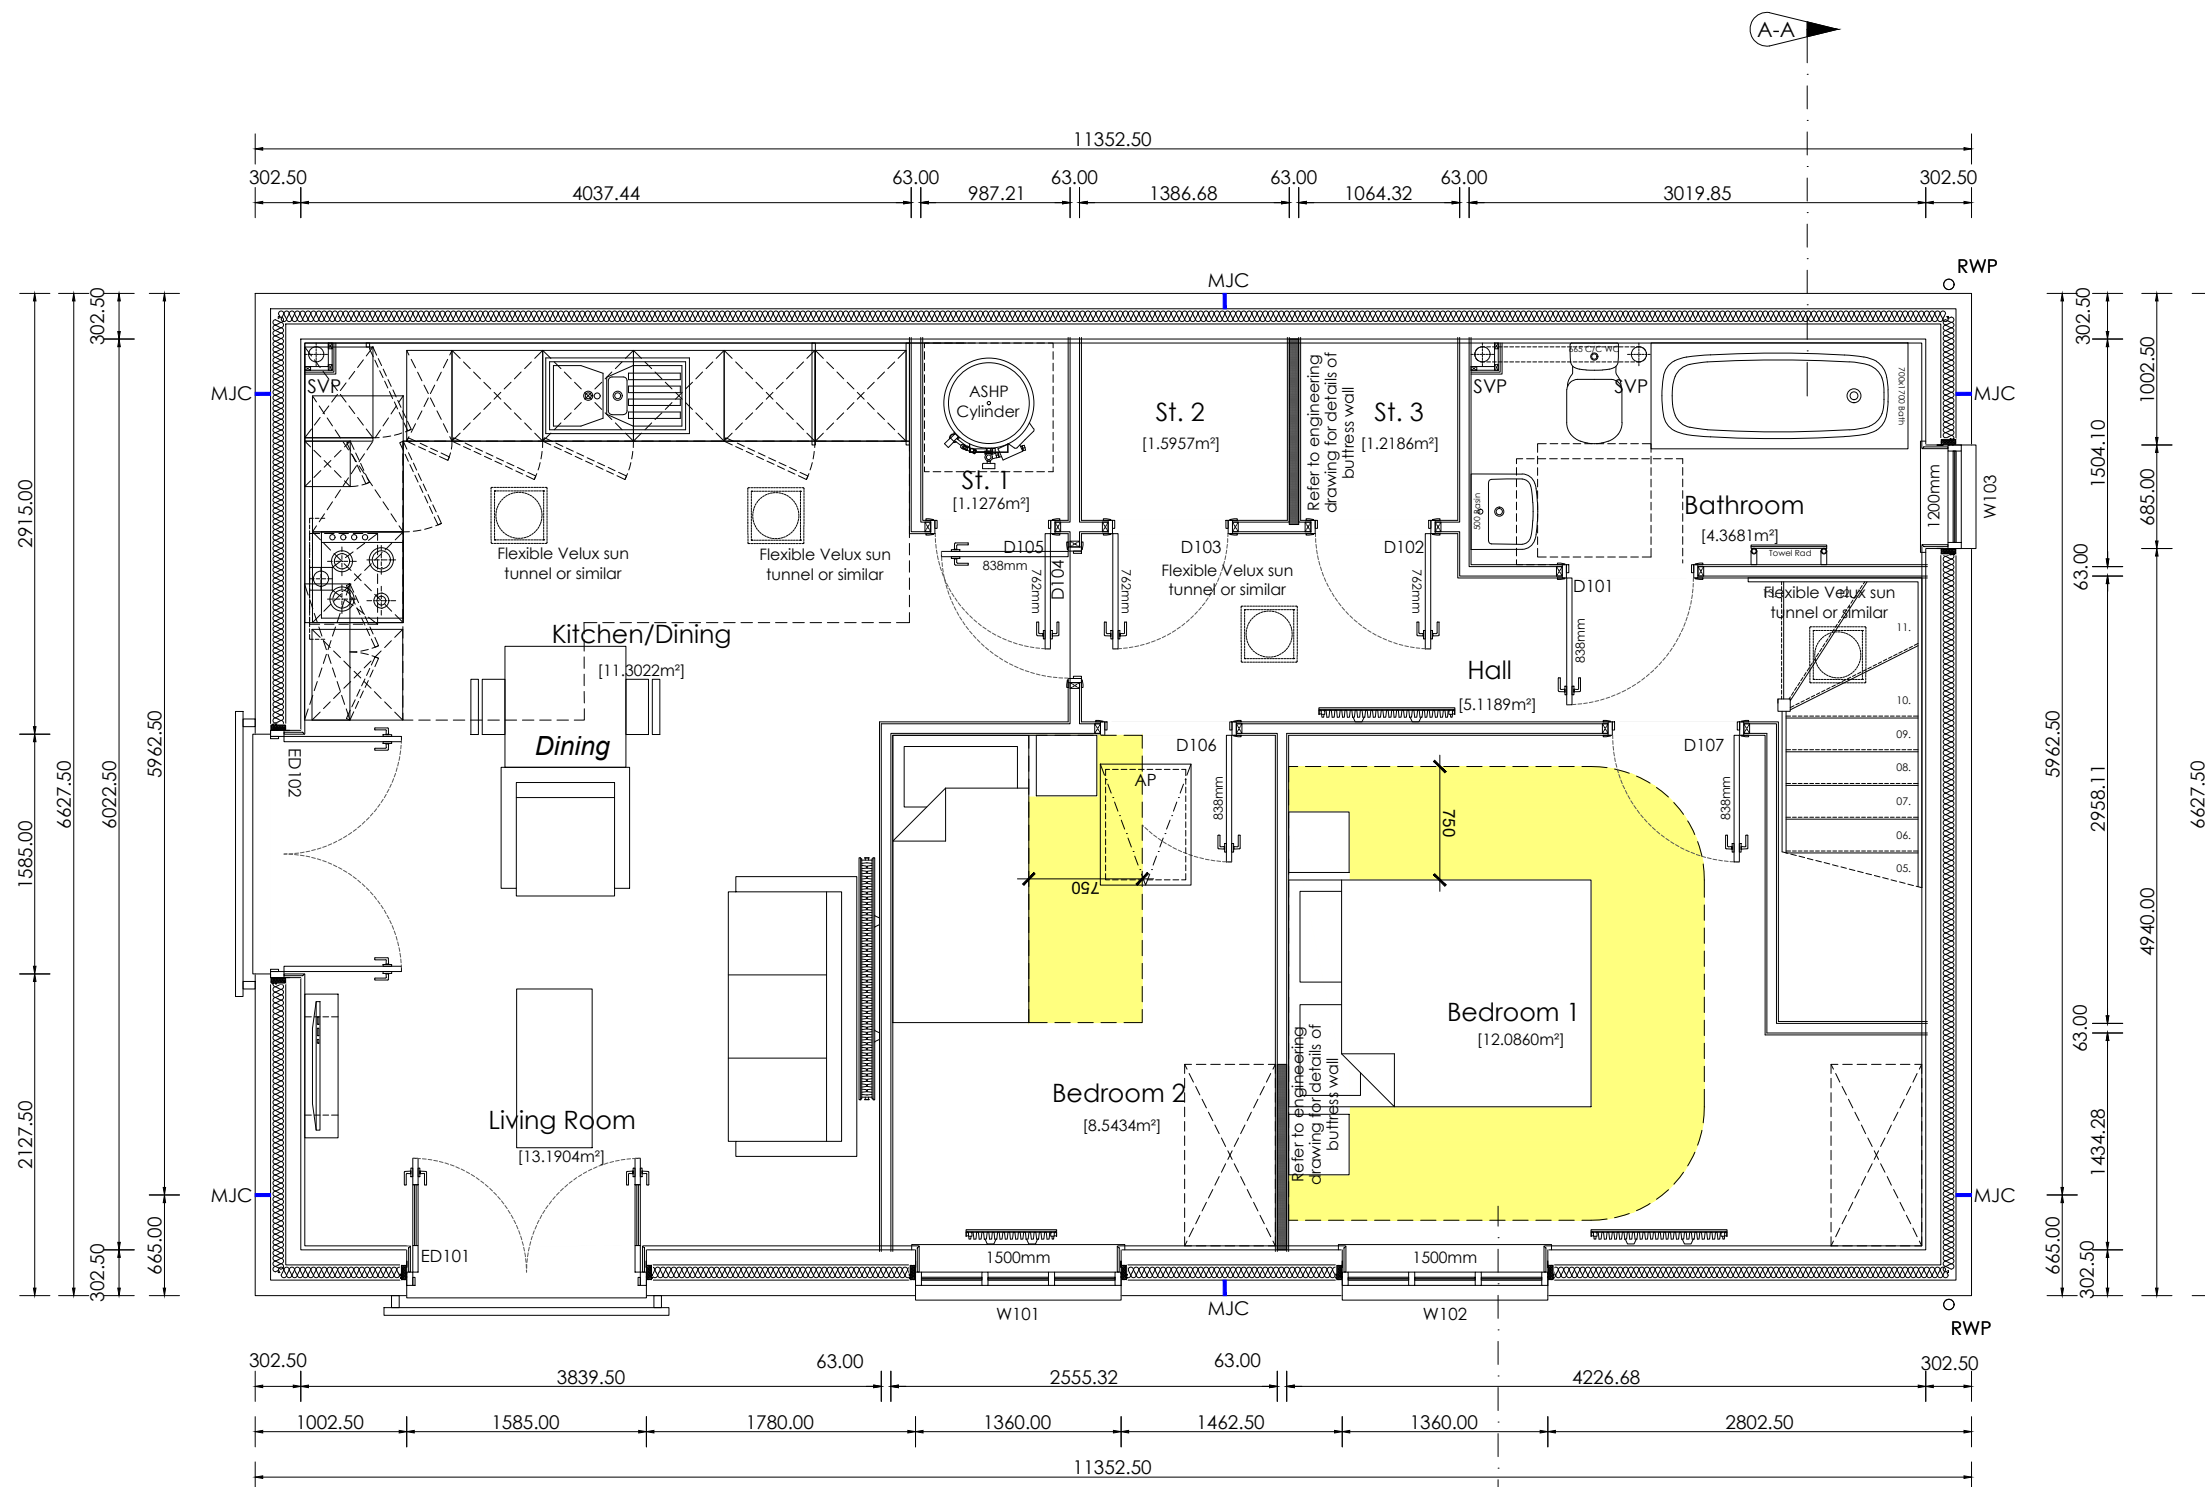 A-A
11352.50
302.50
4037.44
63.00
987.21
63.00
1386.68
63.00
1064.32
63.00
3019.85
302.50
RWP
MJC
MJC
MJC
SVP
SVP
SVP
665 C/C WC
700x1700 Bath
ASHP
Cylinder
St. 1
[1.1276m²]
St. 2
[1.5957m²]
Refer to engineering
drawing for details of
buttress wall
St. 3
[1.2186m²]
500 Basin
Bathroom
[4.3681m²]
Towel Rad
1200mm
W103
Flexible Velux sun
tunnel or similar
Flexible Velux sun
tunnel or similar
D105
838mm
762mm
D104
D103
762mm
Flexible Velux sun
tunnel or similar
D102
762mm
D101
838mm
Flexible Velux sun
tunnel or similar
11.
10.
09.
08.
07.
06.
05.
Kitchen/Dining
[11.3022m²]
Hall
[5.1189m²]
Dining
ED102
D106
838mm
AP
750
D107
838mm
750
Bedroom 1
[12.0860m²]
Refer to engineering
drawing for details of
buttress wall
Bedroom 2
[8.5434m²]
Living Room
[13.1904m²]
MJC
MJC
ED101
1500mm
1500mm
W101
MJC
W102
RWP
2915.00
1585.00
2127.50
6627.50
302.50
6022.50
302.50
5962.50
665.00
5962.50
665.00
302.50
1504.10
63.00
2958.11
63.00
1434.28
302.50
1002.50
685.00
4940.00
6627.50
302.50
3839.50
63.00
2555.32
63.00
4226.68
302.50
1002.50
1585.00
1780.00
1360.00
1462.50
1360.00
2802.50
11352.50